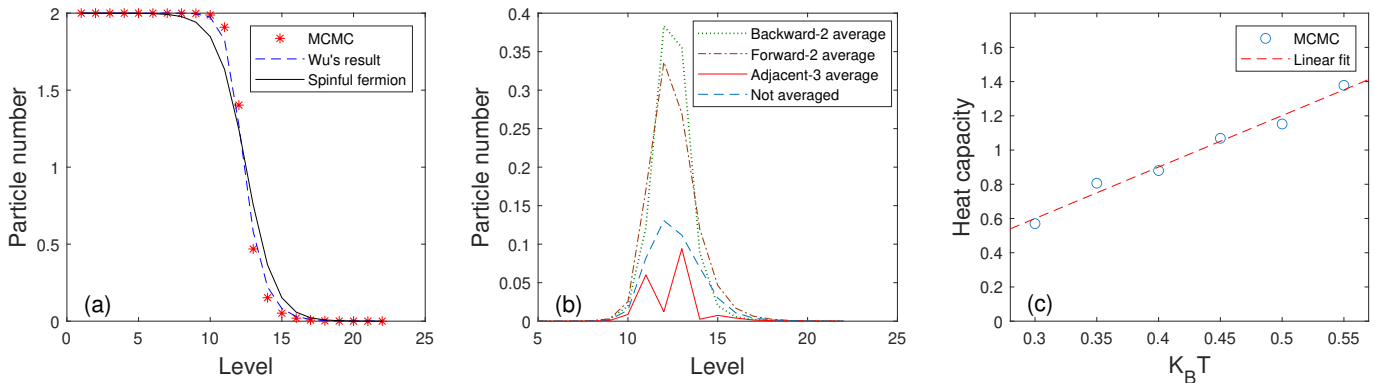 2
1.5
1
0.5
0
0
5
10
15
20
25
Particle number
Level
(a)
MCMC
Wu's result
Spinful fermion
0.4
0.35
0.3
0.25
0.2
0.15
0.1
0.05
0
5
10
15
20
25
Particle number
Level
(b)
Backward-2 average
Forward-2 average
Adjacent-3 average
Not averaged
1.6
1.4
1.2
1
0.8
0.6
0.4
0.2
0
0.3
0.35
0.4
0.45
0.5
0.55
Heat capacity
K_BT
(c)
MCMC
Linear fit